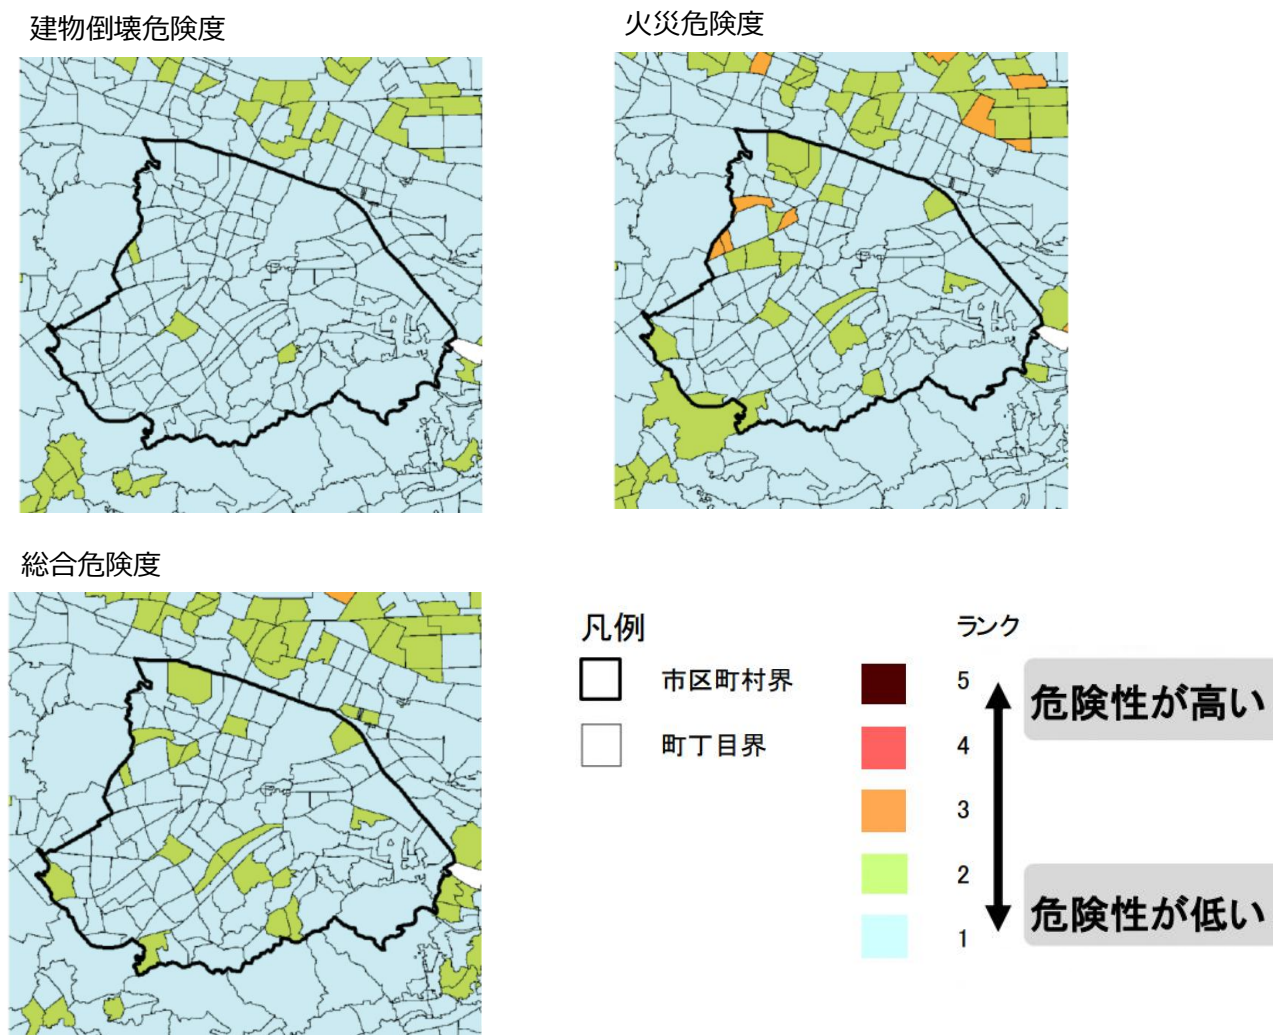 建物倒壊危険度
火災危険度
総合危険度
凡例
市区町村界
町丁目界
ランク
5
4
3
2
1
危険性が高い
危険性が低い